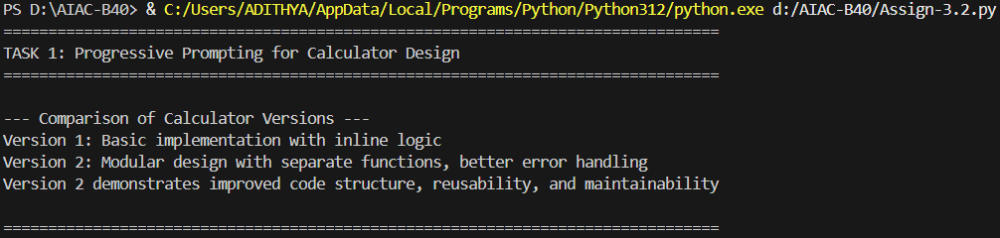 PS D:\AIAC-B40> & C:/Users/ADITHYA/AppData/Local/Programs/Python/Python312/python.exe d:/AIAC-B40/Assign-3.2.py
================================================================================
TASK 1: Progressive Prompting for Calculator Design
================================================================================
--- Comparison of Calculator Versions ---
Version 1: Basic implementation with inline logic
Version 2: Modular design with separate functions, better error handling
Version 2 demonstrates improved code structure, reusability, and maintainability
================================================================================